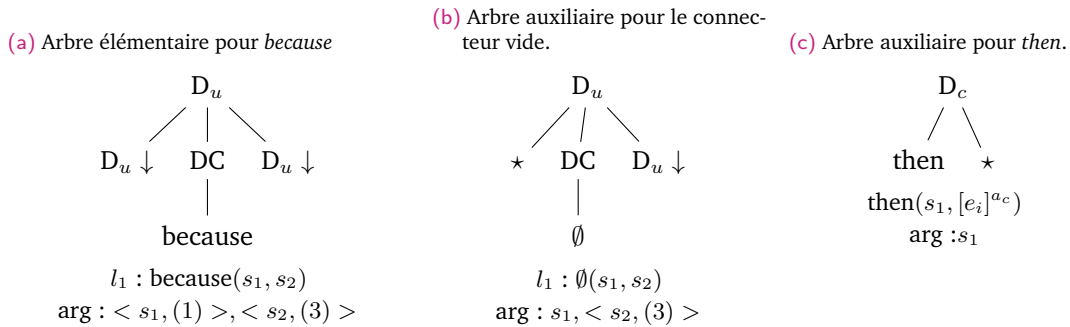 (a) Arbre élémentaire pour because
D_u
D_u ↓ DC D_u ↓
because
l_1 : because(s_1, s_2)
arg : < s_1, (1) >, < s_2, (3) >
(b) Arbre auxiliaire pour le connec-
teur vide.
D_u
⋆ DC D_u ↓
∅
l_1 : ∅(s_1, s_2)
arg : s_1, < s_2, (3) >
(c) Arbre auxiliaire pour then.
D_c
then ⋆
then(s_1, [e_i]^{a_c})
arg :s_1